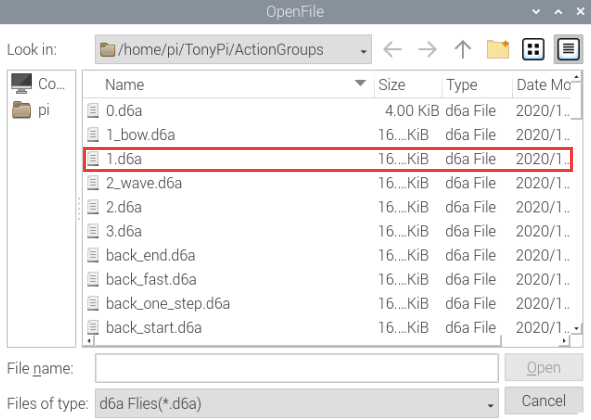 OpenFile
Look in: /home/pi/TonyPi/ActionGroups
Co...
pi
Name Size Type Date Mo
0.d6a 4.00 KiB d6a File 2020/1..
1_bow.d6a 16....KiB d6a File 2020/1..
1.d6a 16....KiB d6a File 2020/1..
2_wave.d6a 16....KiB d6a File 2020/1..
2.d6a 16....KiB d6a File 2020/1..
3.d6a 16....KiB d6a File 2020/1..
back_end.d6a 16....KiB d6a File 2020/1..
back_fast.d6a 16....KiB d6a File 2020/1..
back_one_step.d6a 16....KiB d6a File 2020/1..
back_start.d6a 16....KiB d6a File 2020/1..
File name: Open
Files of type: d6a Flies(*.d6a) Cancel